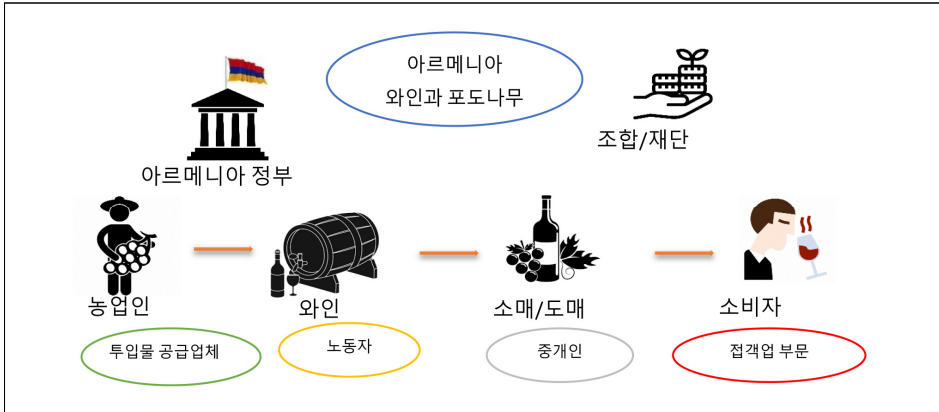 아르메니아
와인과 포도나무
조합/재단
아르메니아 정부
농업인
와인
소매/도매
소비자
투입물 공급업체
노동자
중개인
접객업 부문